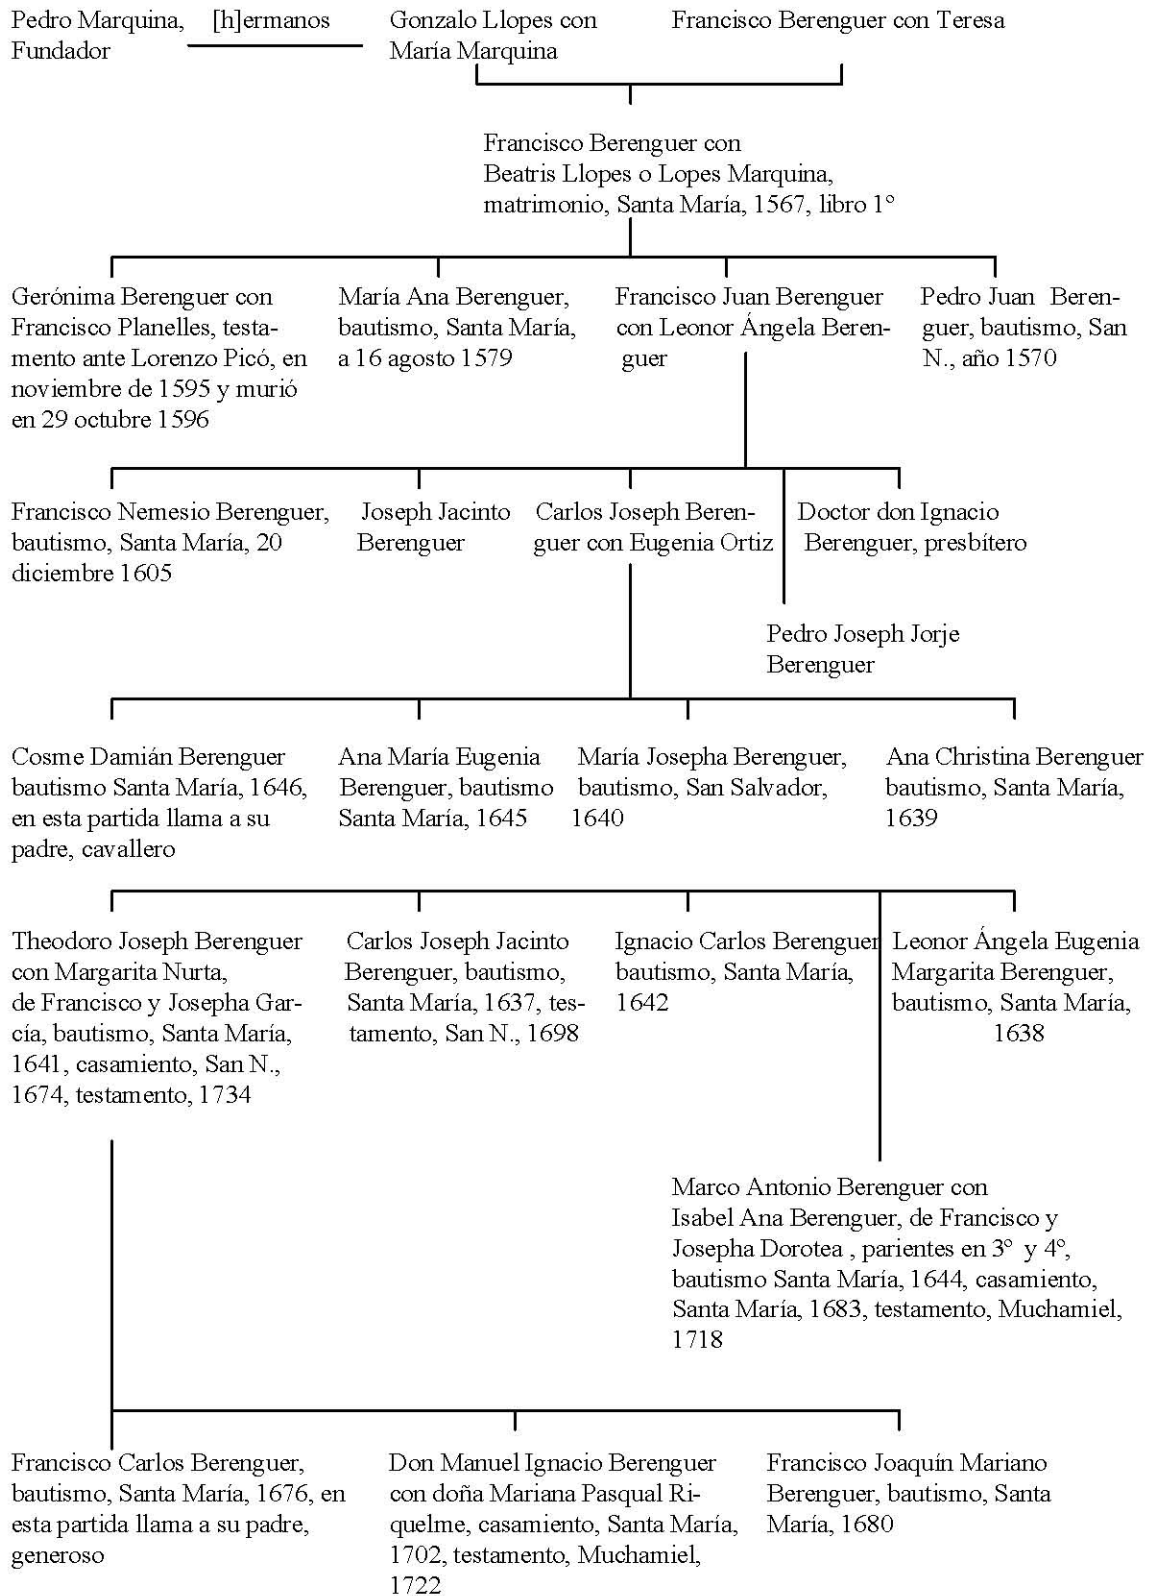 Pedro Marquina,
Fundador
[h]ermanos
Gonzalo Llopes con
María Marquina
Francisco Berenguer con Teresa
Francisco Berenguer con
Beatris Llopes o Lopes Marquina,
matrimonio, Santa María, 1567, libro 1º
Gerónima Berenguer con
Francisco Planelles, testa-
mento ante Lorenzo Picó, en
noviembre de 1595 y murió
en 29 octubre 1596
María Ana Berenguer,
bautismo, Santa María,
a 16 agosto 1579
Francisco Juan Berenguer
con Leonor Ángela Beren-
guer
Pedro Juan Beren-
guer, bautismo, San
N., año 1570
Francisco Nemesio Berenguer,
bautismo, Santa María, 20
diciembre 1605
Joseph Jacinto
Berenguer
Carlos Joseph Beren-
guer con Eugenia Ortiz
Doctor don Ignacio
Berenguer, presbítero
Pedro Joseph Jorje
Berenguer
Cosme Damián Berenguer
bautismo Santa María, 1646,
en esta partida llama a su
padre, cavallero
Ana María Eugenia
Berenguer, bautismo
Santa María, 1645
María Josepha Berenguer,
bautismo, San Salvador,
1640
Ana Christina Berenguer
bautismo, Santa María,
1639
Theodoro Joseph Berenguer
con Margarita Nurta,
de Francisco y Josepha Gar-
cía, bautismo, Santa María,
1641, casamiento, San N.,
1674, testamento, 1734
Carlos Joseph Jacinto
Berenguer, bautismo,
Santa María, 1637, tes-
tamento, San N., 1698
Ignacio Carlos Berenguer
bautismo, Santa María,
1642
Leonor Ángela Eugenia
Margarita Berenguer,
bautismo, Santa María,
1638
Marco Antonio Berenguer con
Isabel Ana Berenguer, de Francisco y
Josepha Dorotea , parientes en 3º y 4º,
bautismo Santa María, 1644, casamiento,
Santa María, 1683, testamento, Muchamiel,
1718
Francisco Carlos Berenguer,
bautismo, Santa María, 1676, en
esta partida llama a su padre,
generoso
Don Manuel Ignacio Berenguer
con doña Mariana Pasqual Ri-
quelme, casamiento, Santa María,
1702, testamento, Muchamiel,
1722
Francisco Joaquín Mariano
Berenguer, bautismo, Santa
María, 1680